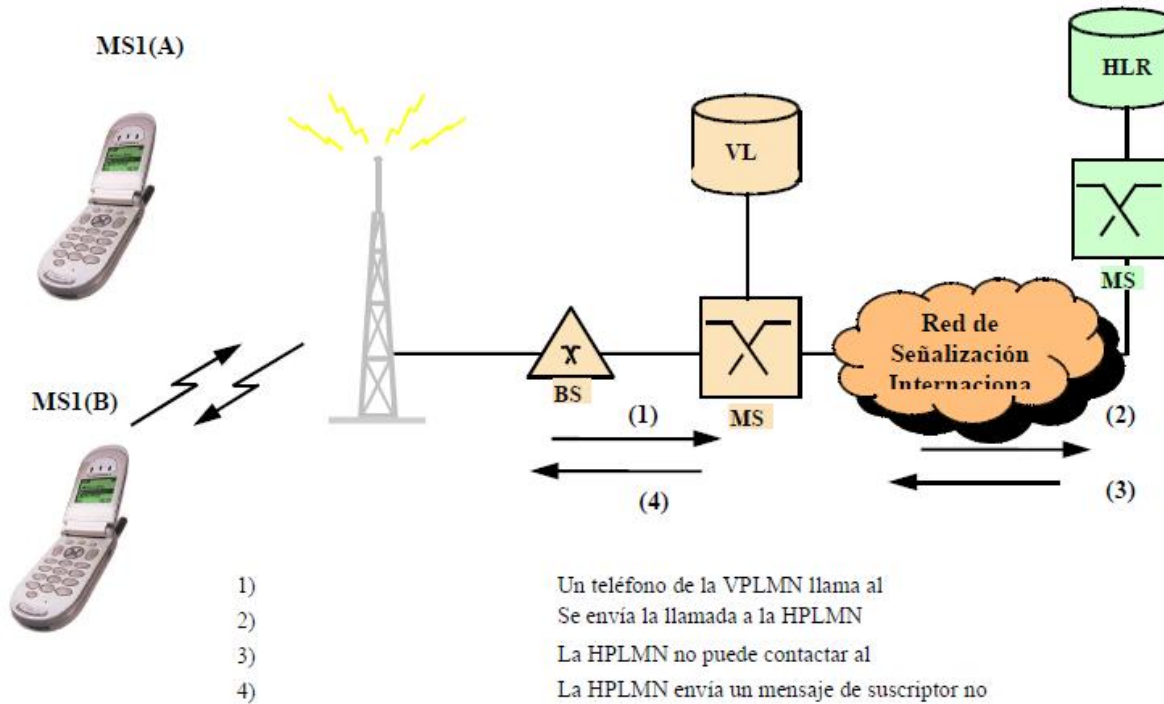 MS1(A)
HLR
VL
MS
Red de
Señalización
Internaciona
MS1(B)
BS
(1)
MS
(2)
(4)
(3)
1) Un teléfono de la VPLMN llama al
2) Se envía la llamada a la HPLMN
3) La HPLMN no puede contactar al
4) La HPLMN envía un mensaje de suscriptor no